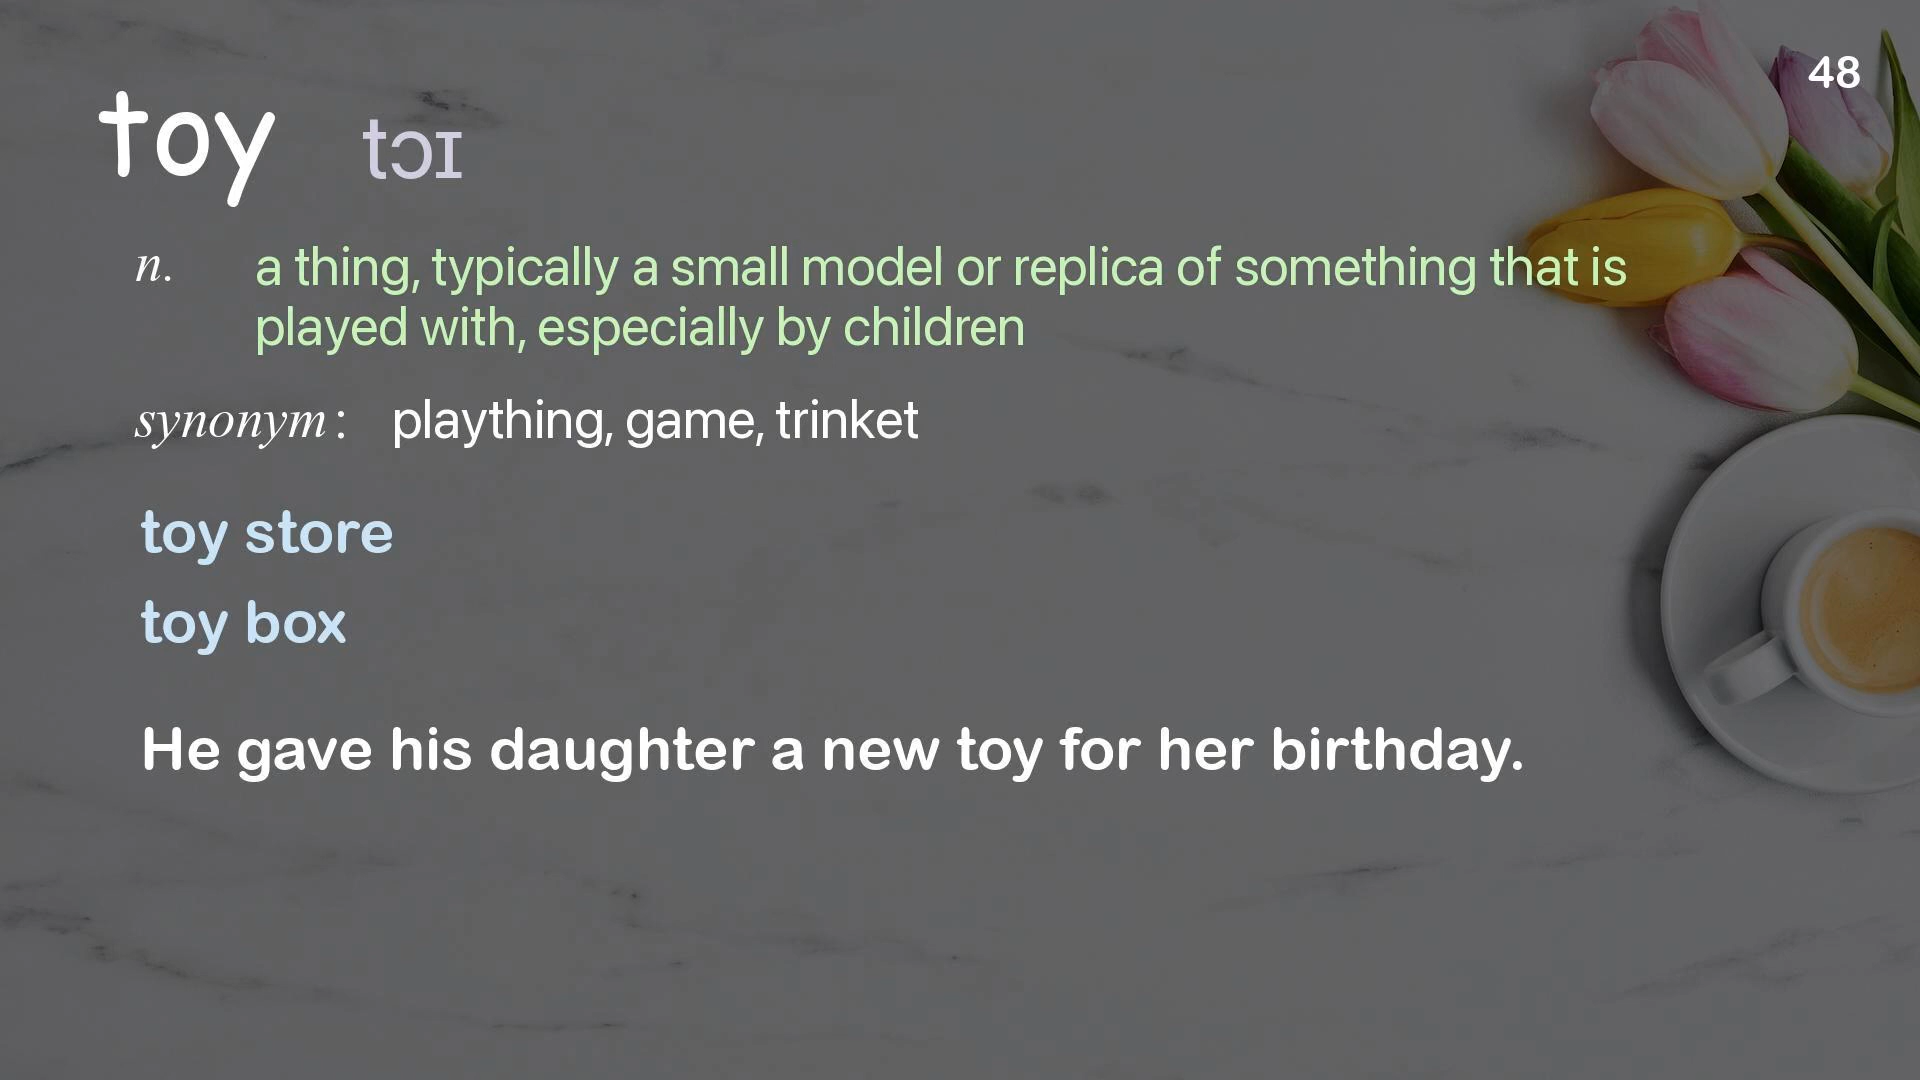 48
toy tɔɪ
n. a thing, typically a small model or replica of something that is
played with, especially by children
synonym : plaything, game, trinket
toy store
toy box
He gave his daughter a new toy for her birthday.